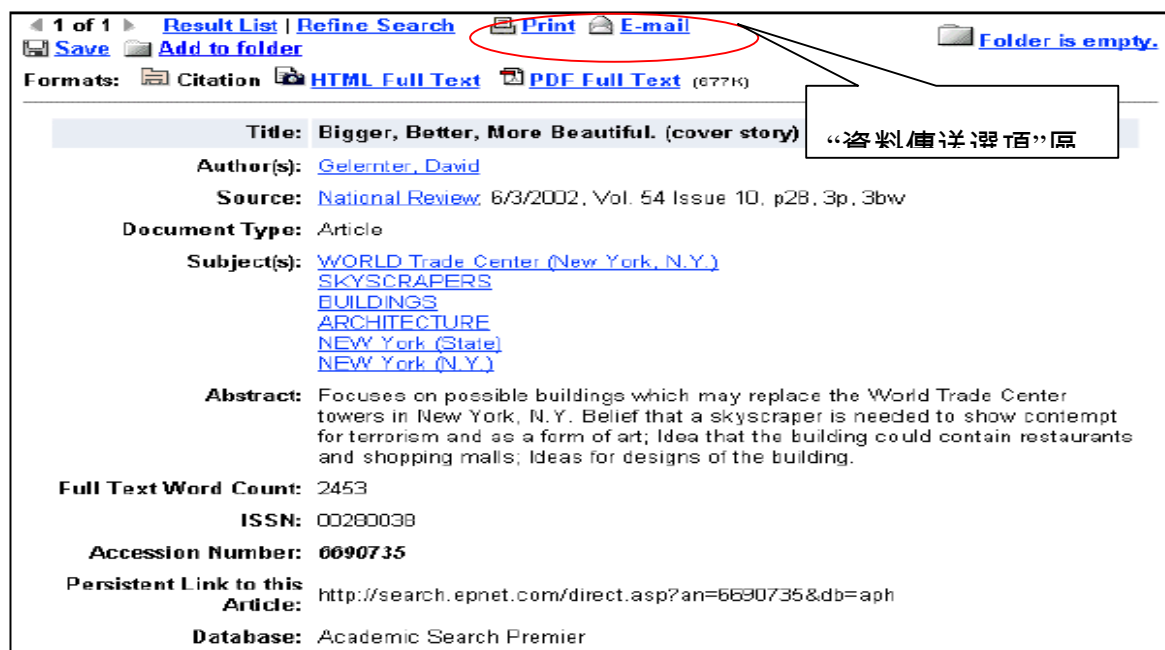 1 of 1 Result List | Refine Search Print E-mail
Folder is empty.
Save Add to folder
Formats: Citation HTML Full Text PDF Full Text (677K)
“資料傳送選項”區
Title: Bigger, Better, More Beautiful. (cover story)
Author(s): Gelernter, David
Source: National Review, 6/3/2002, Vol. 54 Issue 10, p28, 3p, 3bw
Document Type: Article
Subject(s): WORLD Trade Center (New York, N.Y.)
SKYSCRAPERS
BUILDINGS
ARCHITECTURE
NEW York (State)
NEW York (N.Y.)
Abstract: Focuses on possible buildings which may replace the World Trade Center
towers in New York, N.Y. Belief that a skyscraper is needed to show contempt
for terrorism and as a form of art; Idea that the building could contain restaurants
and shopping malls; Ideas for designs of the building.
Full Text Word Count: 2453
ISSN: 00280038
Accession Number: 6690735
Persistent Link to this
Article: http://search.epnet.com/direct.asp?an=6690735&db=aph
Database: Academic Search Premier